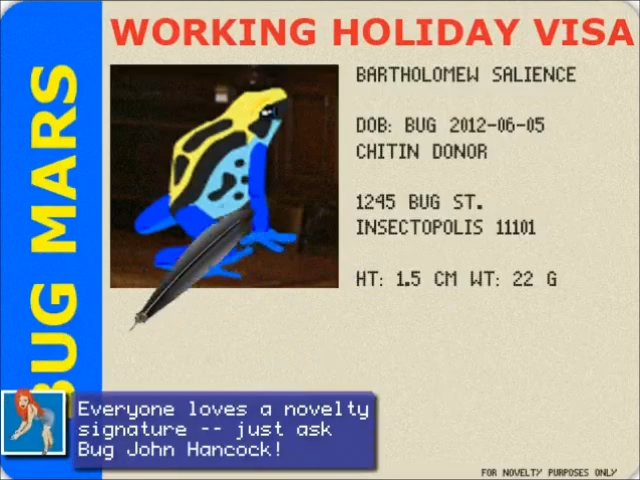 WORKING HOLIDAY VISA
BUG MARS
BARTHOLOMEW SALIENCE
DOB: BUG 2012-06-05
CHITIN DONOR
1245 BUG ST.
INSECTOPOLIS 11101
HT: 1.5 CM WT: 22 G
Everyone loves a novelty
signature -- just ask
Bug John Hancock!
FOR NOVELTY PURPOSES ONLY